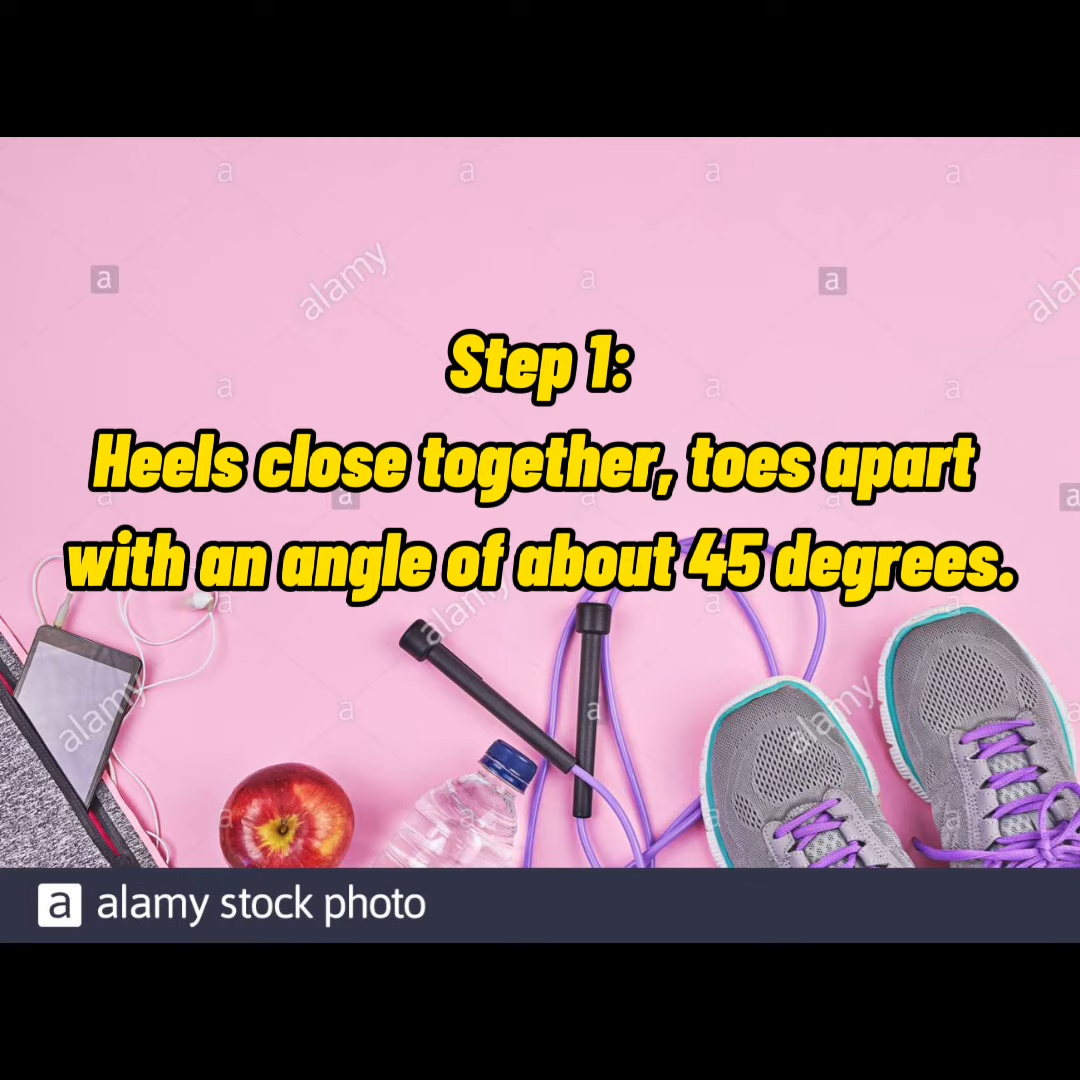 Step 1:
Heels close together, toes apart
with an angle of about 45 degrees.
a alamy stock photo